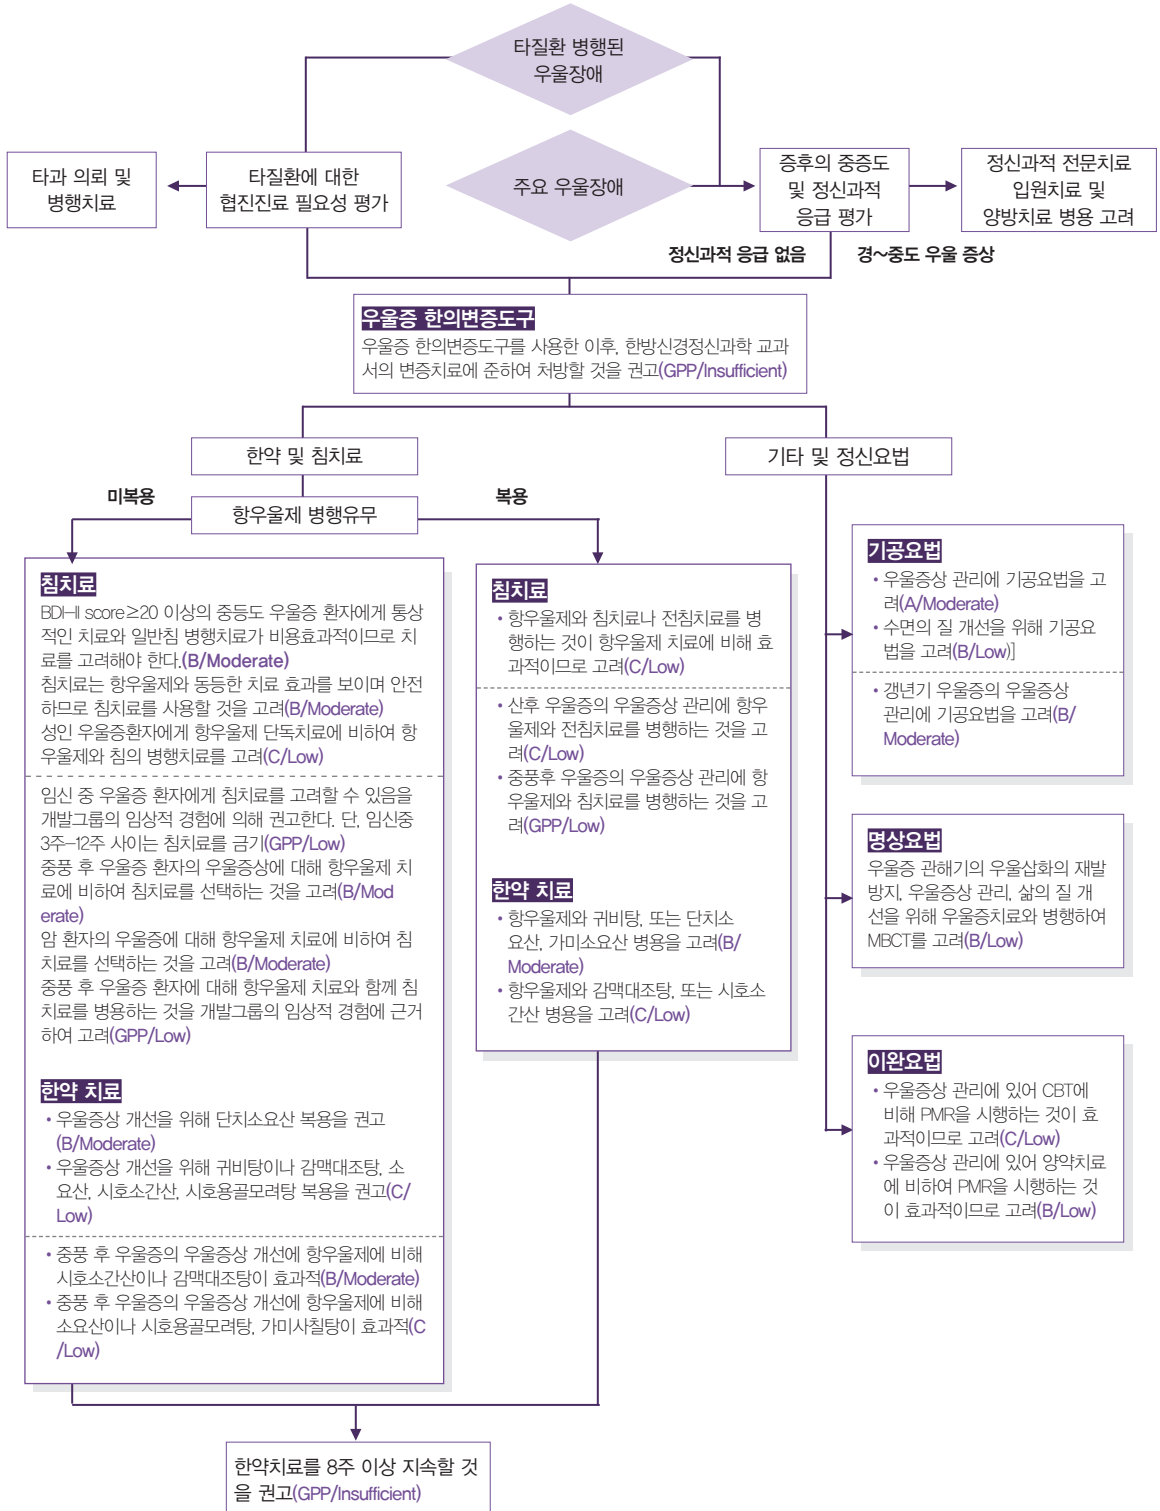 타질환 병행된
우울장애
타과 의뢰 및
병행치료
타질환에 대한
협진진료 필요성 평가
주요 우울장애
증후의 중증도
및 정신과적
응급 평가
정신과적 전문치료
입원치료 및
양방치료 병용 고려
정신과적 응급 없음
경~중도 우울 증상
우울증 한의변증도구
우울증 한의변증도구를 사용한 이후, 한방신경정신과학 교과
서의 변증치료에 준하여 처방할 것을 권고(GPP/Insufficient)
한약 및 침치료
기타 및 정신요법
미복용
복용
항우울제 병행유무
침치료
BDI-II score≥20 이상의 중등도 우울증 환자에게 통상
적인 치료와 일반침 병행치료가 비용효과적이므로 치
료를 고려해야 한다.(B/Moderate)
침치료는 항우울제와 동등한 치료 효과를 보이며 안전
하므로 침치료를 사용할 것을 고려(B/Moderate)
성인 우울증환자에게 항우울제 단독치료에 비하여 항
우울제와 침의 병행치료를 고려(C/Low)
임신 중 우울증 환자에게 침치료를 고려할 수 있음을
개발그룹의 임상적 경험에 의해 권고한다. 단, 임신중
3주-12주 사이는 침치료를 금기(GPP/Low)
중풍 후 우울증 환자의 우울증상에 대해 항우울제 치
료에 비하여 침치료를 선택하는 것을 고려(B/Mod
erate)
암 환자의 우울증에 대해 항우울제 치료에 비하여 침
치료를 선택하는 것을 고려(B/Moderate)
중풍 후 우울증 환자에 대해 항우울제 치료와 함께 침
치료를 병용하는 것을 개발그룹의 임상적 경험에 근거
하여 고려(GPP/Low)
한약 치료
• 우울증상 개선을 위해 단치소요산 복용을 권고
(B/Moderate)
• 우울증상 개선을 위해 귀비탕이나 감맥대조탕, 소
요산, 시호소간산, 시호용골모려탕 복용을 권고(C/
Low)
• 중풍 후 우울증의 우울증상 개선에 항우울제에 비해
시호소간산이나 감맥대조탕이 효과적(B/Moderate)
• 중풍 후 우울증의 우울증상 개선에 항우울제에 비해
소요산이나 시호용골모려탕, 가미사칠탕이 효과적(C
/Low)
침치료
• 항우울제와 침치료나 전침치료를 병
행하는 것이 항우울제 치료에 비해 효
과적이므로 고려(C/Low)
• 산후 우울증의 우울증상 관리에 항우
울제와 전침치료를 병행하는 것을 고
려(C/Low)
• 중풍후 우울증의 우울증상 관리에 항
우울제와 침치료를 병행하는 것을 고
려(GPP/Low)
한약 치료
• 항우울제와 귀비탕, 또는 단치소
요산, 가미소요산 병용을 고려(B/
Moderate)
• 항우울제와 감맥대조탕, 또는 시호소
간산 병용을 고려(C/Low)
기공요법
• 우울증상 관리에 기공요법을 고
려(A/Moderate)
• 수면의 질 개선을 위해 기공요
법을 고려(B/Low)]
• 갱년기 우울증의 우울증상
관리에 기공요법을 고려(B/
Moderate)
명상요법
우울증 관해기의 우울삽화의 재발
방지, 우울증상 관리, 삶의 질 개
선을 위해 우울증치료와 병행하여
MBCT를 고려(B/Low)
이완요법
• 우울증상 관리에 있어 CBT에
비해 PMR을 시행하는 것이 효
과적이므로 고려(C/Low)
• 우울증상 관리에 있어 양약치료
에 비하여 PMR을 시행하는 것
이 효과적이므로 고려(B/Low)
한약치료를 8주 이상 지속할 것
을 권고(GPP/Insufficient)